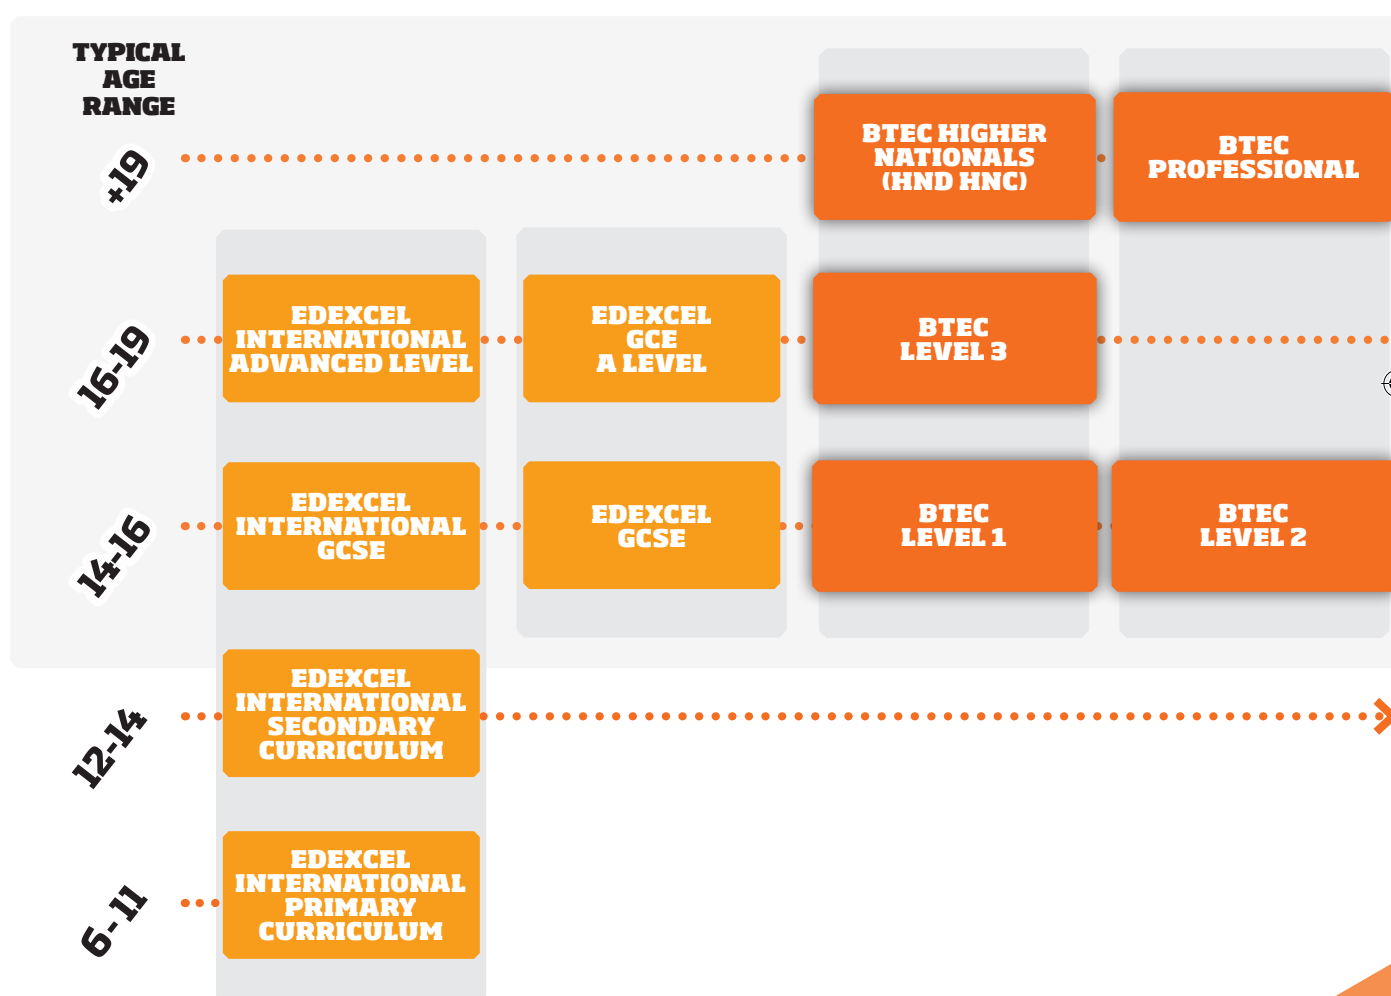 TYPICAL
AGE
RANGE
+19
BTEC HIGHER
NATIONALS
(HND HNC)
BTEC
PROFESSIONAL
16-19
EDEXCEL
INTERNATIONAL
ADVANCED LEVEL
EDEXCEL
GCE
A LEVEL
BTEC
LEVEL 3
14-16
EDEXCEL
INTERNATIONAL
GCSE
EDEXCEL
GCSE
BTEC
LEVEL 1
BTEC
LEVEL 2
12-14
EDEXCEL
INTERNATIONAL
SECONDARY
CURRICULUM
6-11
EDEXCEL
INTERNATIONAL
PRIMARY
CURRICULUM